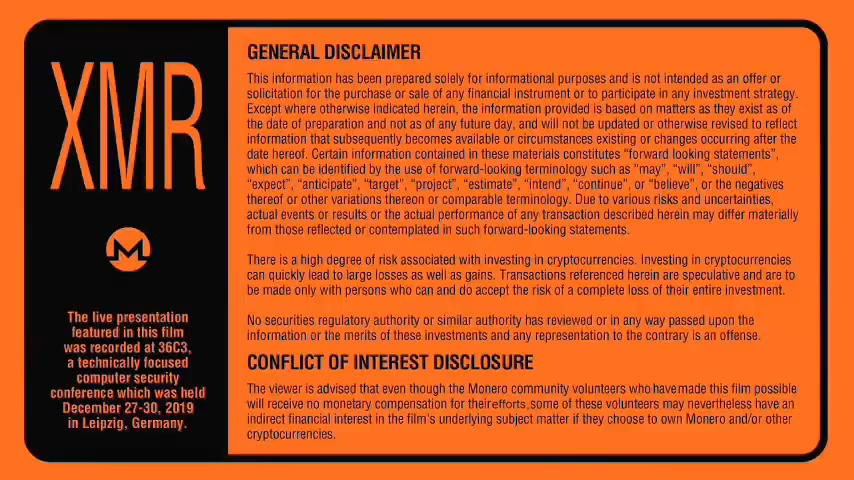 XMR
The live presentation
featured in this film
was recorded at 36C3,
a technically focused
computer security
conference which was held
December 27-30, 2019
in Leipzig, Germany.
GENERAL DISCLAIMER
This information has been prepared solely for informational purposes and is not intended as an offer or
solicitation for the purchase or sale of any financial instrument or to participate in any investment strategy.
Except where otherwise indicated herein, the information provided is based on matters as they exist as of
the date of preparation and not as of any future day, and will not be updated or otherwise revised to reflect
information that subsequently becomes available or circumstances existing or changes occurring after the
date hereof. Certain information contained in these materials constitutes “forward looking statements”,
which can be identified by the use of forward-looking terminology such as “may”, “will”, “should”,
“expect”, “anticipate”, “target”, “project”, “estimate”, “intend”, “continue”, or “believe”, or the negatives
thereof or other variations thereon or comparable terminology. Due to various risks and uncertainties,
actual events or results or the actual performance of any transaction described herein may differ materially
from those reflected or contemplated in such forward-looking statements.
There is a high degree of risk associated with investing in cryptocurrencies. Investing in cryptocurrencies
can quickly lead to large losses as well as gains. Transactions referenced herein are speculative and are to
be made only with persons who can and do accept the risk of a complete loss of their entire investment.
No securities regulatory authority or similar authority has reviewed or in any way passed upon the
information or the merits of these investments and any representation to the contrary is an offense.
CONFLICT OF INTEREST DISCLOSURE
The viewer is advised that even though the Monero community volunteers who have made this film possible
will receive no monetary compensation for their efforts, some of these volunteers may nevertheless have an
indirect financial interest in the film's underlying subject matter if they choose to own Monero and/or other
cryptocurrencies.